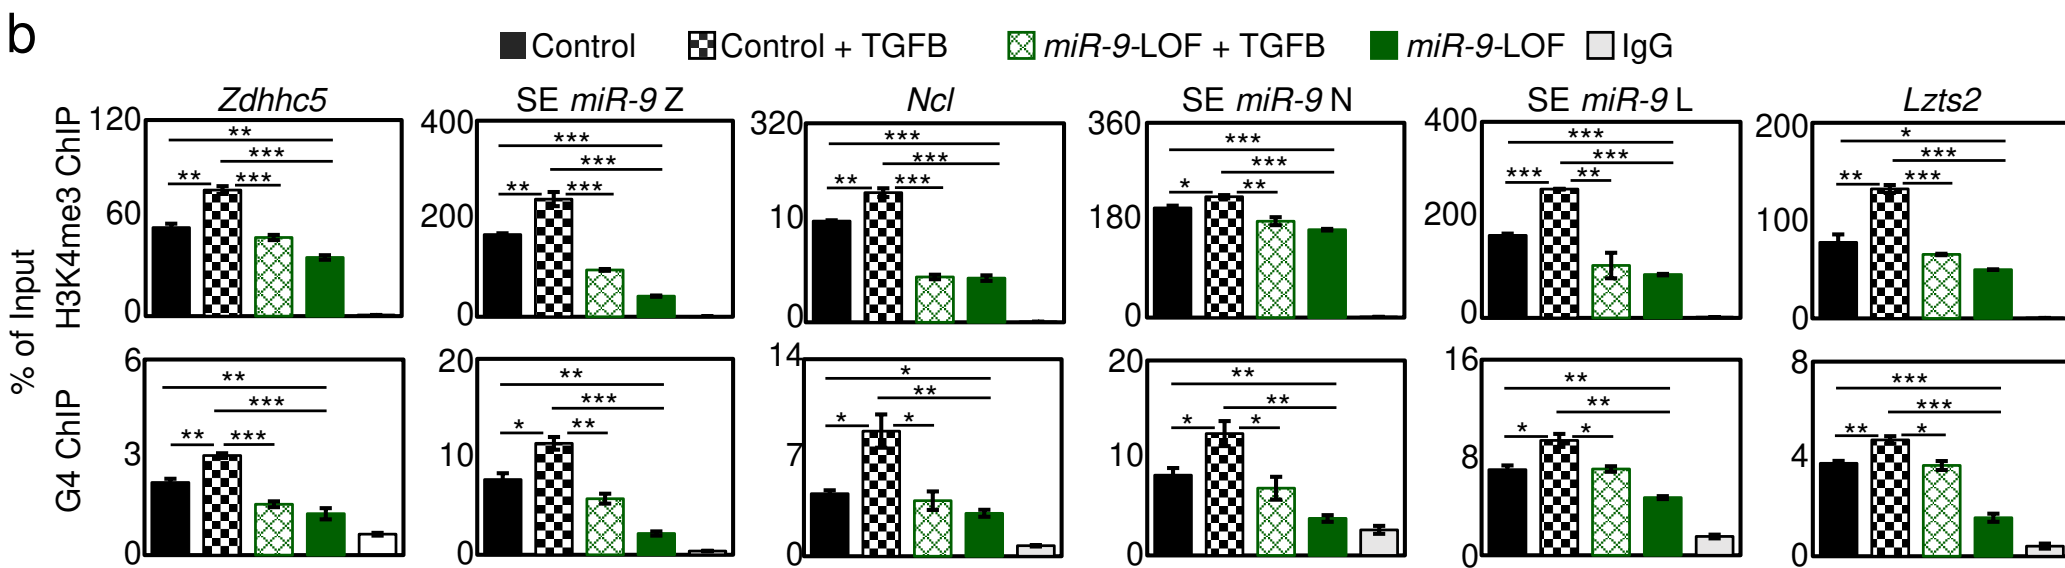 b
Control Control + TGFB miR-9-LOF + TGFB miR-9-LOF IgG
Zdhhc5 SE miR-9 Z Ncl SE miR-9 N SE miR-9 L Lzts2
% of Input
H3K4me3 ChIP
120 60 0
** *** ** ***
400 200 0
*** *** ** ***
320 10 0
*** *** ** ***
360 180 0
*** *** * **
400 200 0
*** *** *** **
200 100 0
* *** ** ***
G4 ChIP
6 3 0
** *** ** ***
20 10 0
** *** * **
14 7 0
* ** * *
20 10 0
** ** * *
16 8 0
** ** * *
8 4 0
*** *** ** *